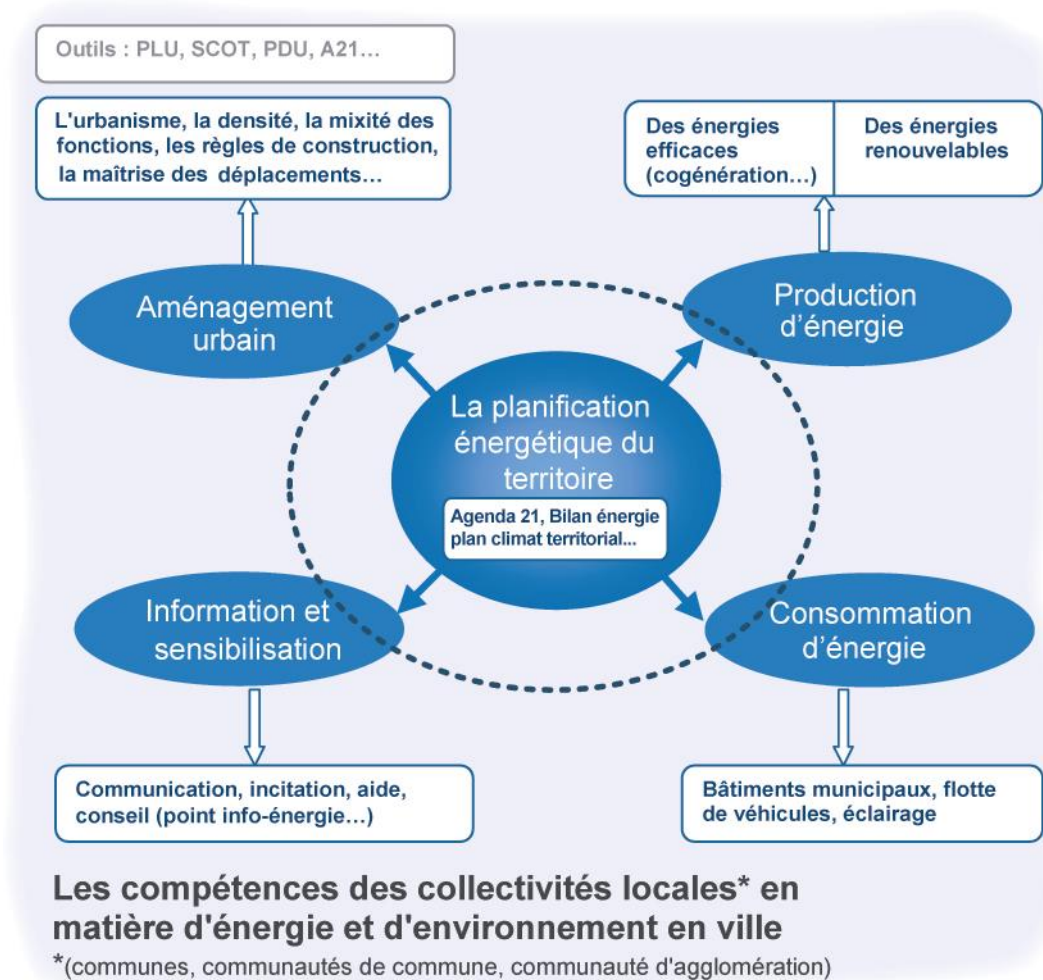 Outils : PLU, SCOT, PDU, A21...
L'urbanisme, la densité, la mixité des
fonctions, les règles de construction,
la maîtrise des déplacements...
Des énergies
efficaces
(cogénération...)
Des énergies
renouvelables
Aménagement
urbain
Production
d'énergie
La planification
énergétique du
territoire
Agenda 21, Bilan énergie
plan climat territorial...
Information et
sensibilisation
Consommation
d'énergie
Communication, incitation, aide,
conseil (point info-énergie...)
Bâtiments municipaux, flotte
de véhicules, éclairage
Les compétences des collectivités locales* en
matière d'énergie et d'environnement en ville
*(communes, communautés de commune, communauté d'agglomération)